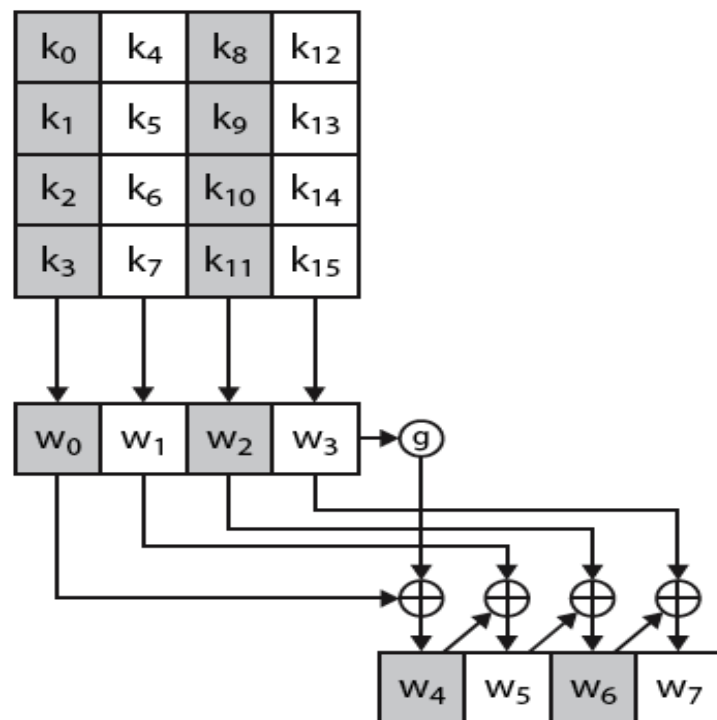 k₀ k₄ k₈ k₁₂
k₁ k₅ k₉ k₁₃
k₂ k₆ k₁₀ k₁₄
k₃ k₇ k₁₁ k₁₅
w₀ w₁ w₂ w₃ g
w₄ w₅ w₆ w₇